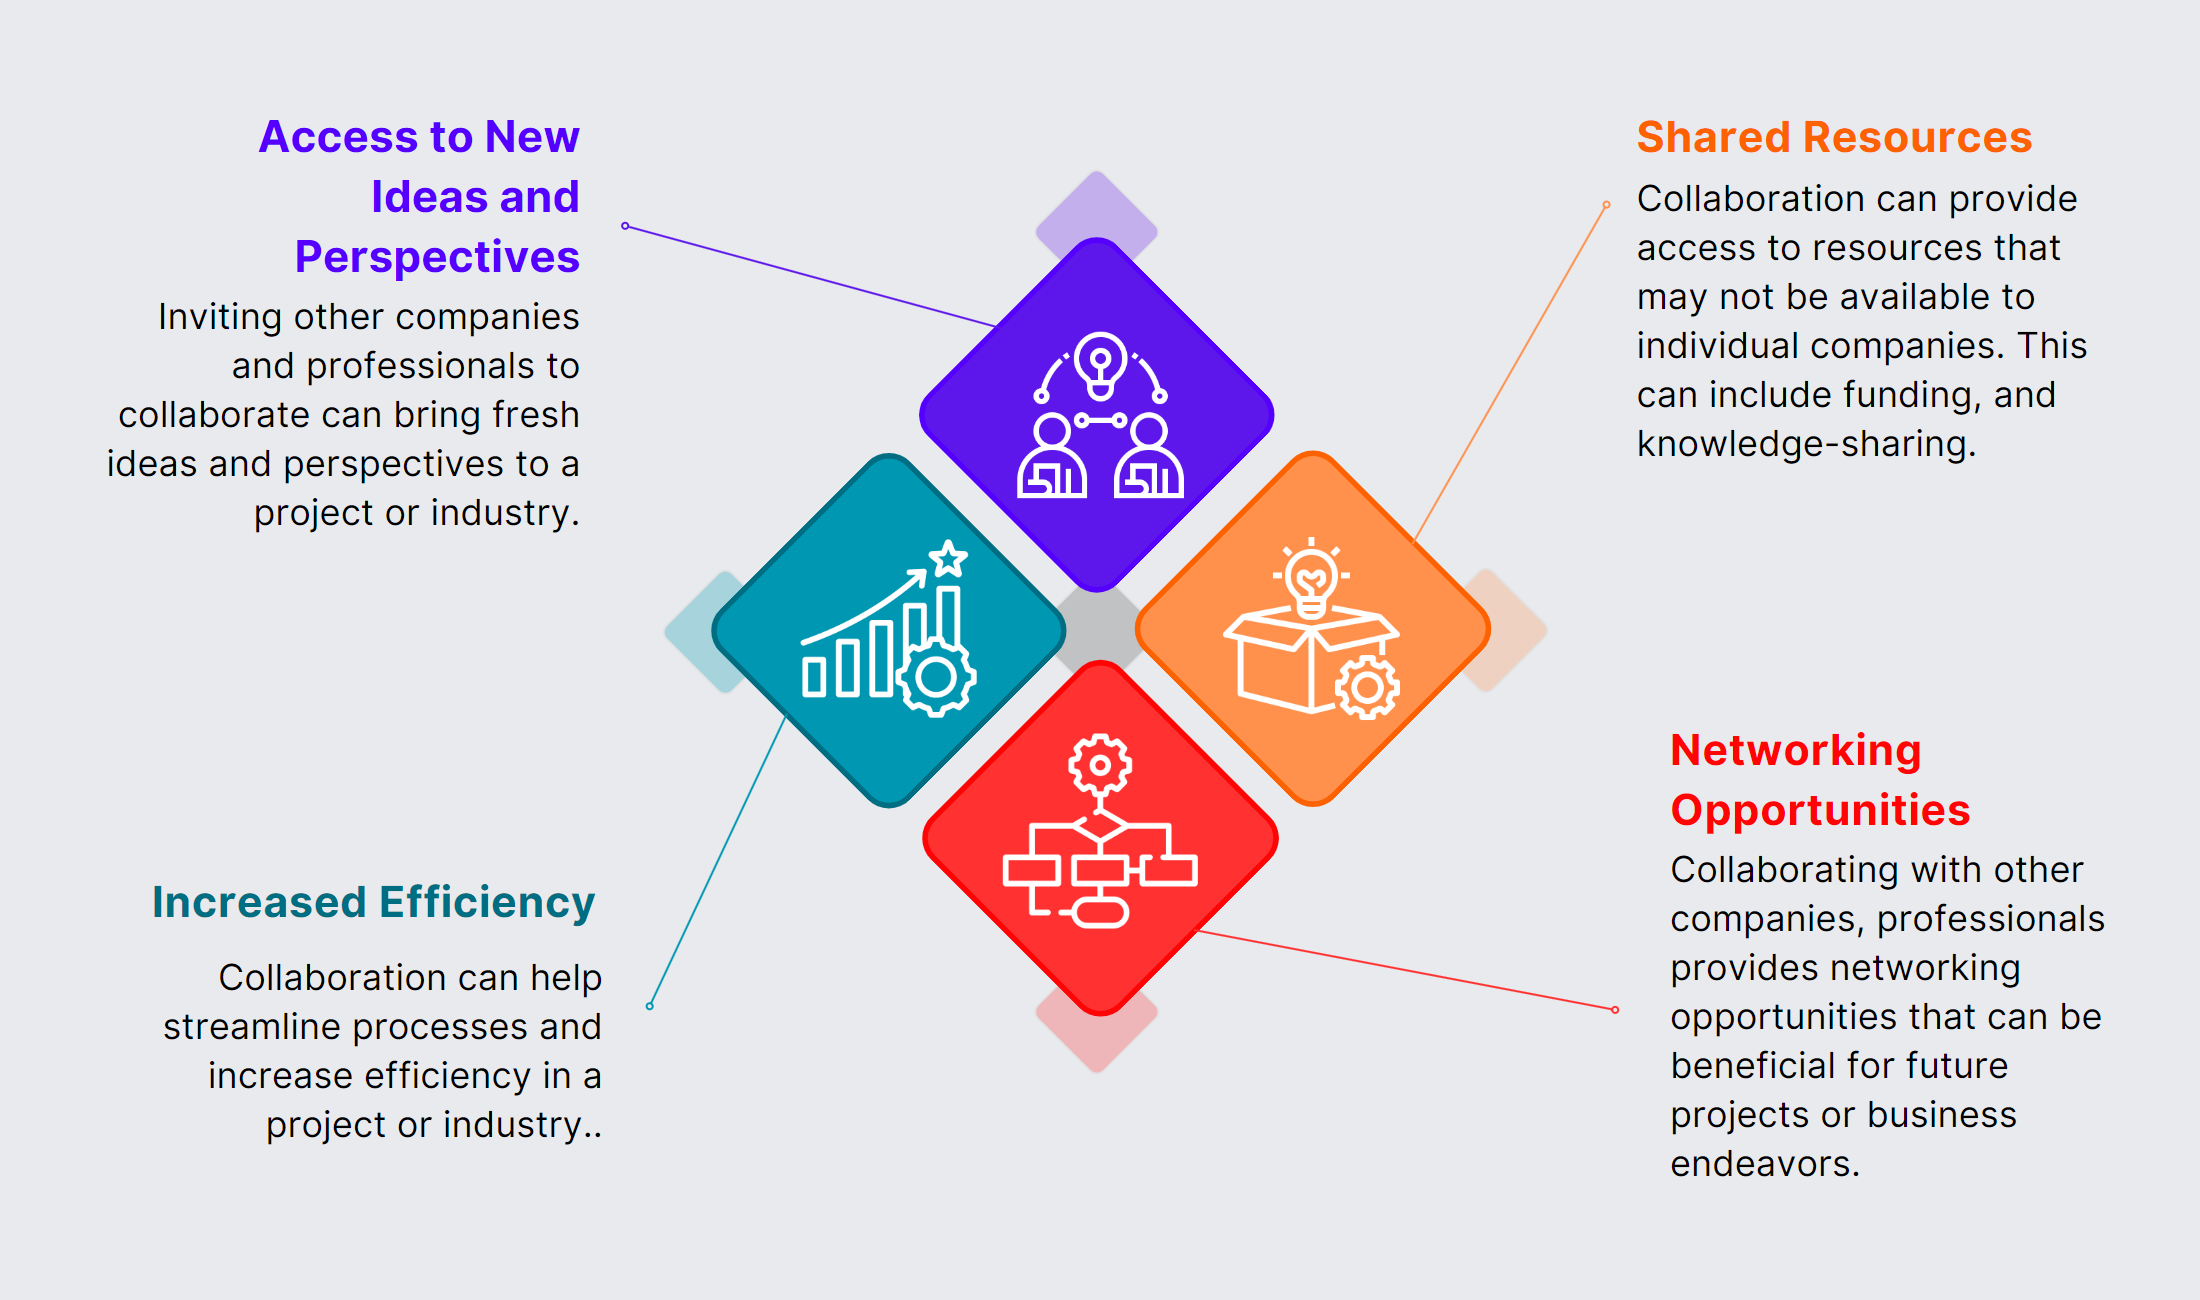 Access to New
Ideas and
Perspectives
Inviting other companies
and professionals to
collaborate can bring fresh
ideas and perspectives to a
project or industry.
Shared Resources
Collaboration can provide
access to resources that
may not be available to
individual companies. This
can include funding, and
knowledge-sharing.
Increased Efficiency
Collaboration can help
streamline processes and
increase efficiency in a
project or industry..
Networking
Opportunities
Collaborating with other
companies, professionals
provides networking
opportunities that can be
beneficial for future
projects or business
endeavors.